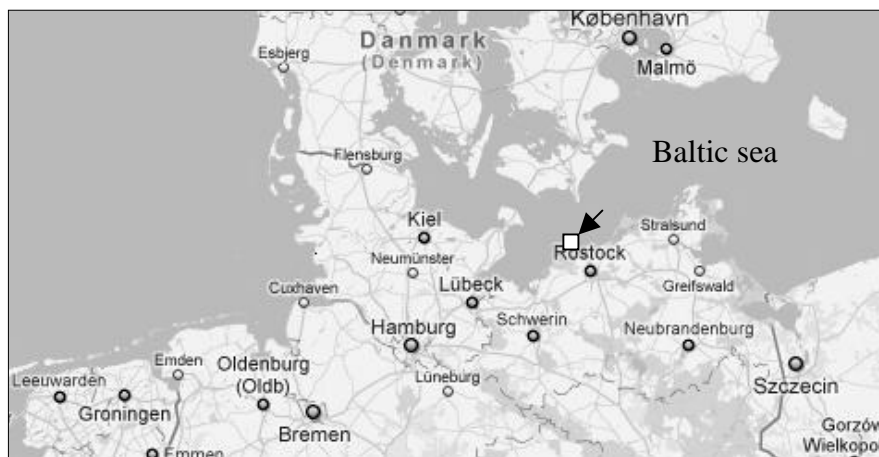 København
Esbjerg
Danmark
(Denmark)
Malmö
Baltic sea
Flensburg
Kiel
Stralsund
Neumünster
Rostock
Cuxhaven
Lübeck
Greifswald
Hamburg
Schwerin
Neubrandenburg
Emden
Oldenburg
(Oldb)
Leeuwarden
Lüneburg
Szczecin
Groningen
Bremen
Gorzów
Wielkopo
Emmen